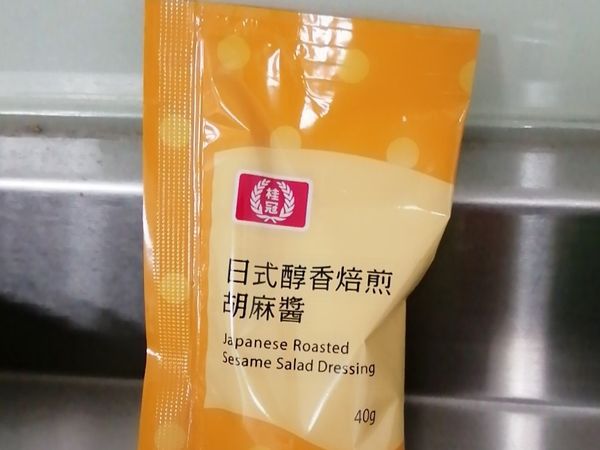 桂冠
日式醇香焙煎
胡麻醬
Japanese Roasted
Sesame Salad Dressing
40g